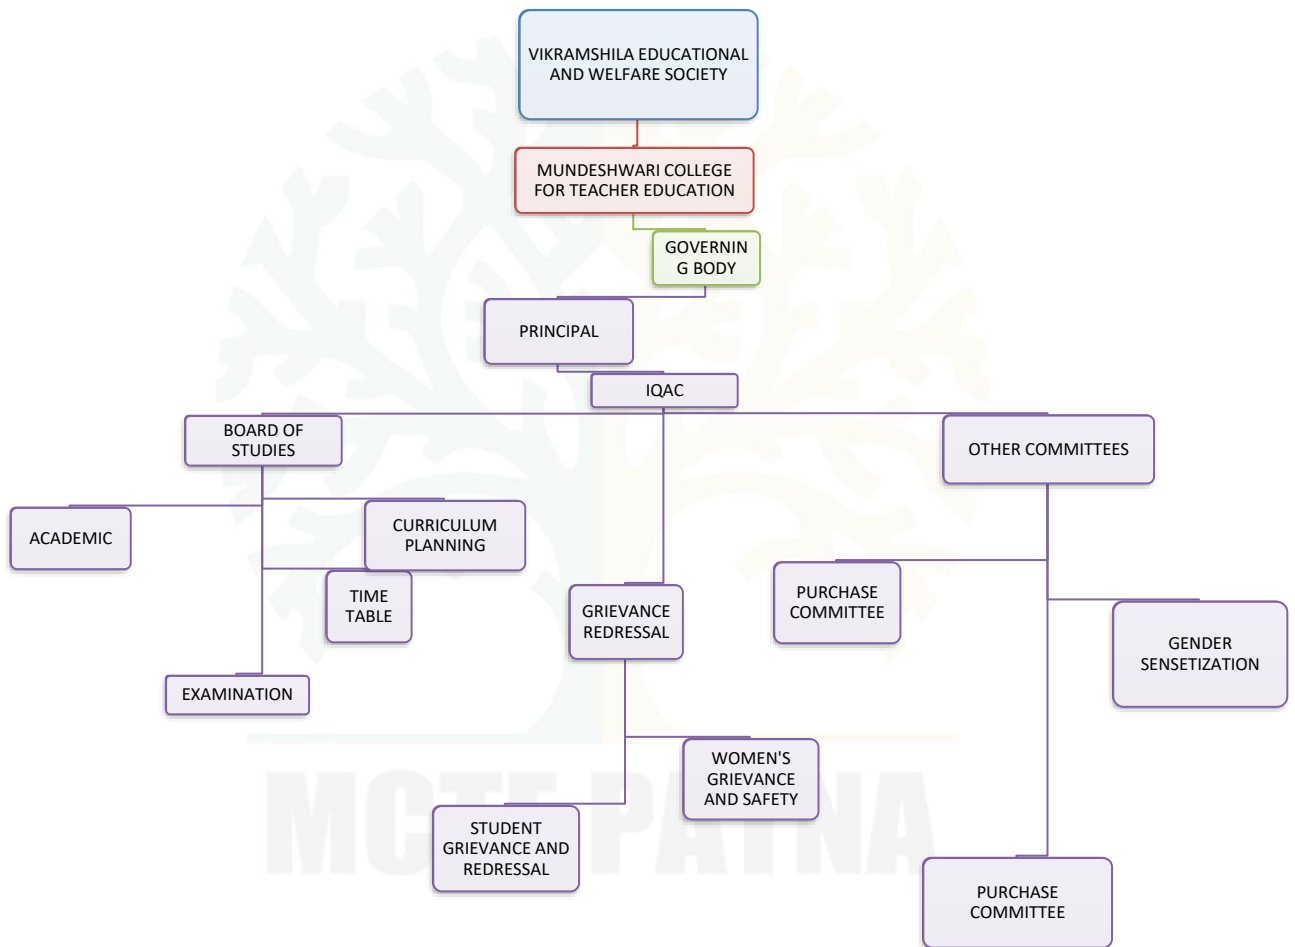 VIKRAMSHILA EDUCATIONAL
AND WELFARE SOCIETY
MUNDESHWARI COLLEGE
FOR TEACHER EDUCATION
GOVERNIN
G BODY
PRINCIPAL
IQAC
BOARD OF
STUDIES
OTHER COMMITTEES
ACADEMIC
CURRICULUM
PLANNING
TIME
TABLE
EXAMINATION
GRIEVANCE
REDRESSAL
PURCHASE
COMMITTEE
GENDER
SENSETIZATION
WOMEN'S
GRIEVANCE
AND SAFETY
STUDENT
GRIEVANCE AND
REDRESSAL
PURCHASE
COMMITTEE
MCTE PATNA